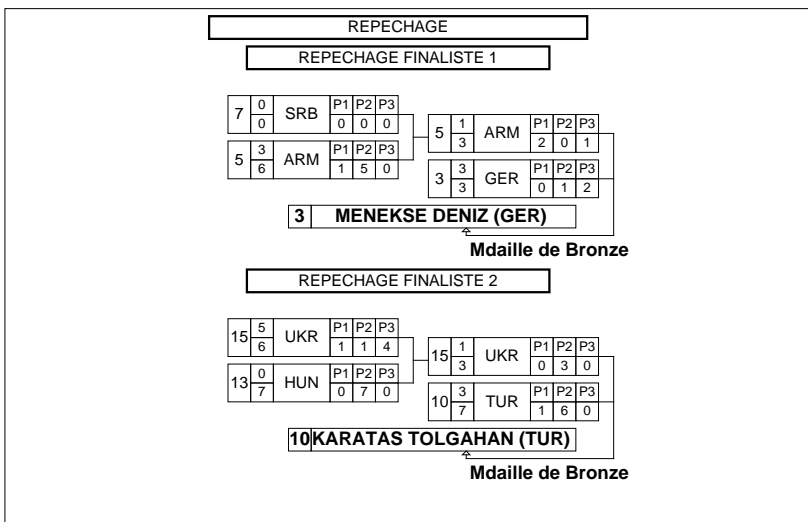 REPECHAGE
REPECHAGE FINALISTE 1
7 0 0 SRB P1 P2 P3 0 0 0
5 3 6 ARM P1 P2 P3 1 5 0
5 1 3 ARM P1 P2 P3 2 0 1
3 3 3 GER P1 P2 P3 0 1 2
3 MENEKSE DENIZ (GER)
Mdaille de Bronze
REPECHAGE FINALISTE 2
15 5 6 UKR P1 P2 P3 1 1 4
13 0 7 HUN P1 P2 P3 0 7 0
15 1 3 UKR P1 P2 P3 0 3 0
10 3 7 TUR P1 P2 P3 1 6 0
10 KARATAS TOLGAHAN (TUR)
Mdaille de Bronze